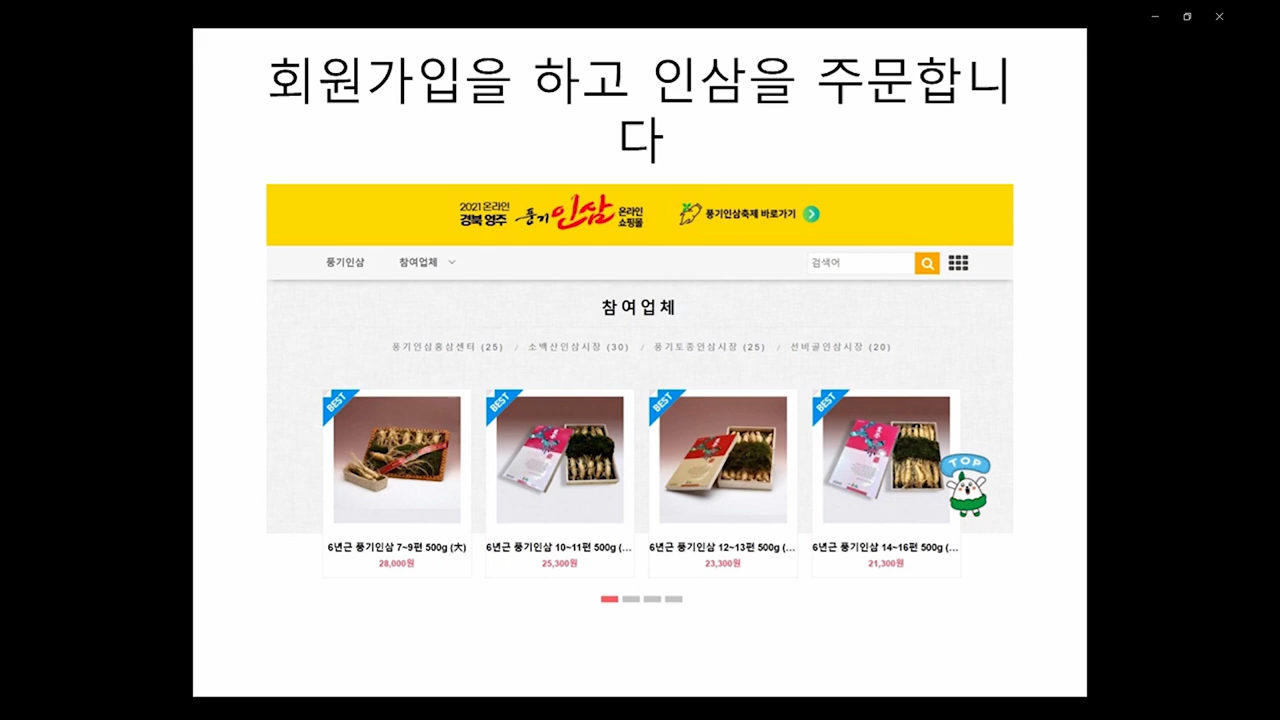 회원가입을 하고 인삼을 주문합니
다
2021 온라인
경북 영주 풍기인삼 온라인
쇼핑몰
풍기인삼축제 바로가기
풍기인삼 참여업체
검색어
참여업체
풍기인삼홍삼센터 (25) / 소백산인삼시장 (30) / 풍기토종인삼시장 (25) / 선비골인삼시장 (20)
BEST BEST BEST BEST
TOP
6년근 풍기인삼 7~9편 500g (大) 6년근 풍기인삼 10~11편 500g (... 6년근 풍기인삼 12~13편 500g (... 6년근 풍기인삼 14~16편 500g (...
28,000원 25,300원 23,300원 21,300원